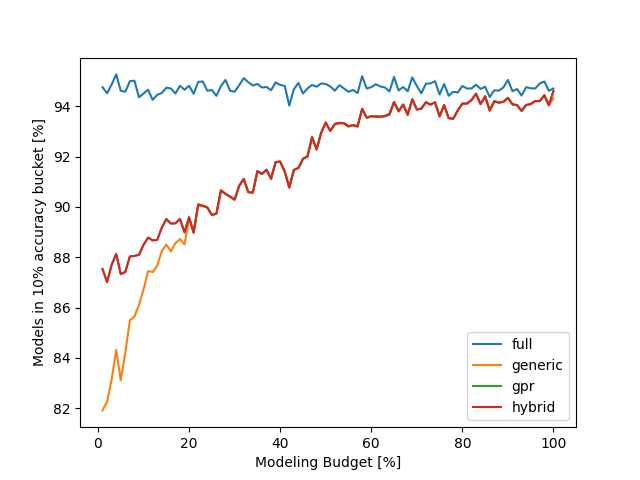 94
92
90
88
86
84
82
0
20
40
60
80
100
Models in 10% accuracy bucket [%]
Modeling Budget [%]
full
generic
gpr
hybrid